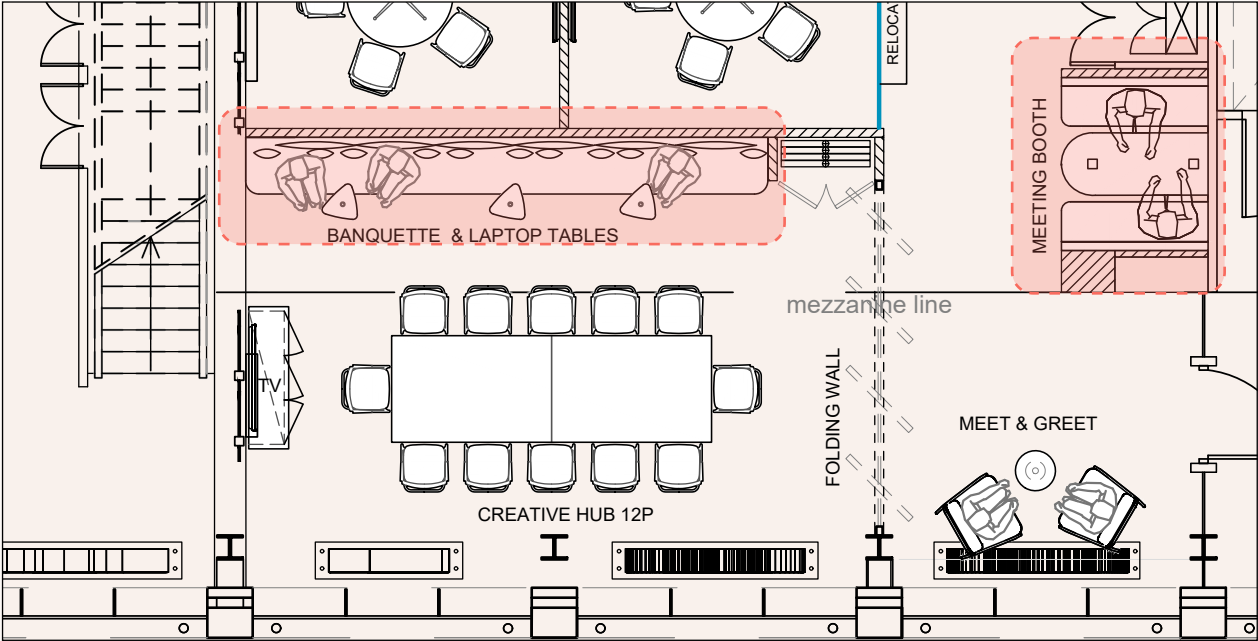 RELOCA
MEETING BOOTH
BANQUETTE & LAPTOP TABLES
mezzanine line
TV
FOLDING WALL
MEET & GREET
CREATIVE HUB 12P